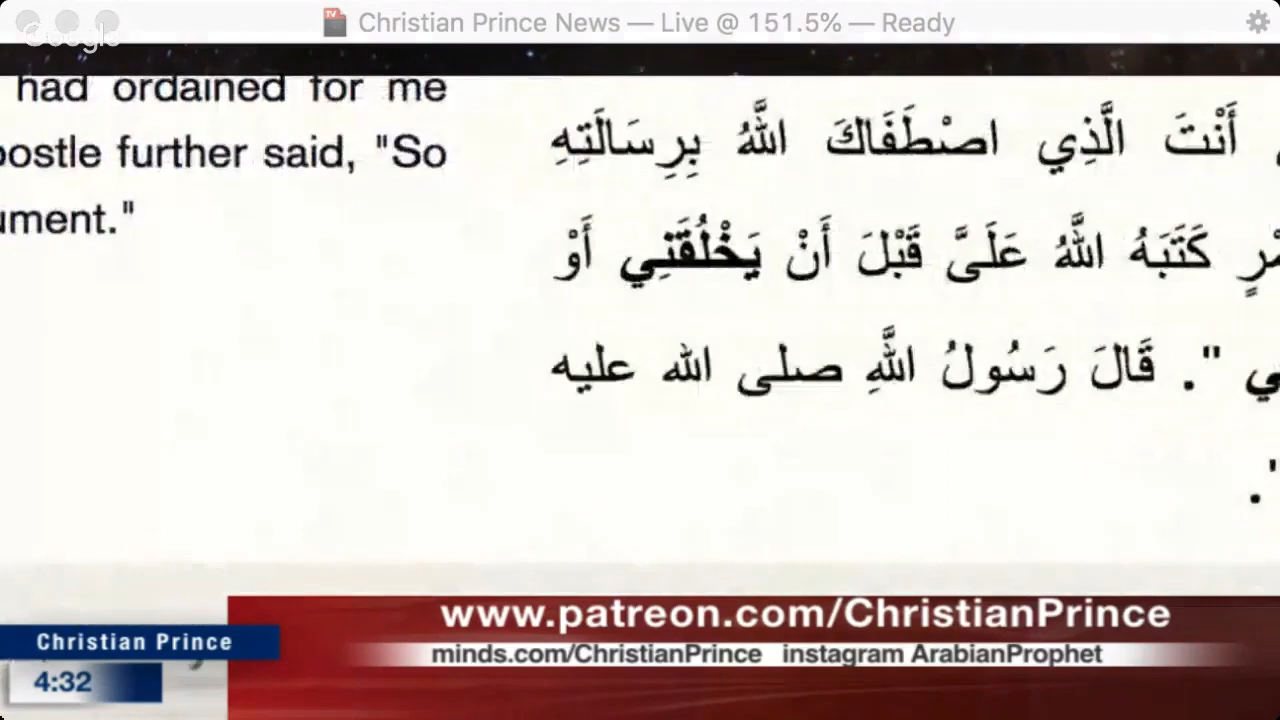 Christian Prince News — Live @ 151.5% — Ready
Google
had ordained for me
further said, "So
أَنْتَ الَّذِي اصْطَفَاكَ اللَّهُ بِرِسَالَتِهِ
كَتَبَهُ اللَّهُ عَلَىَّ قَبْلَ أَنْ يَخْلُقَنِي أَوْ
". قَالَ رَسُولُ اللَّهِ صلى الله عليه
".
www.patreon.com/ChristianPrince
minds.com/ChristianPrince instagram ArabianProphet
Christian Prince
4:32